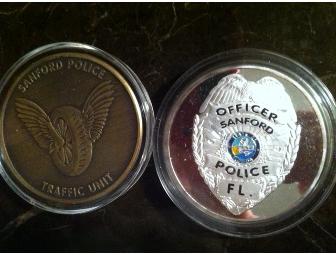 SANFORD POLICE
TRAFFIC UNIT
OFFICER
SANFORD
POLICE
FL.